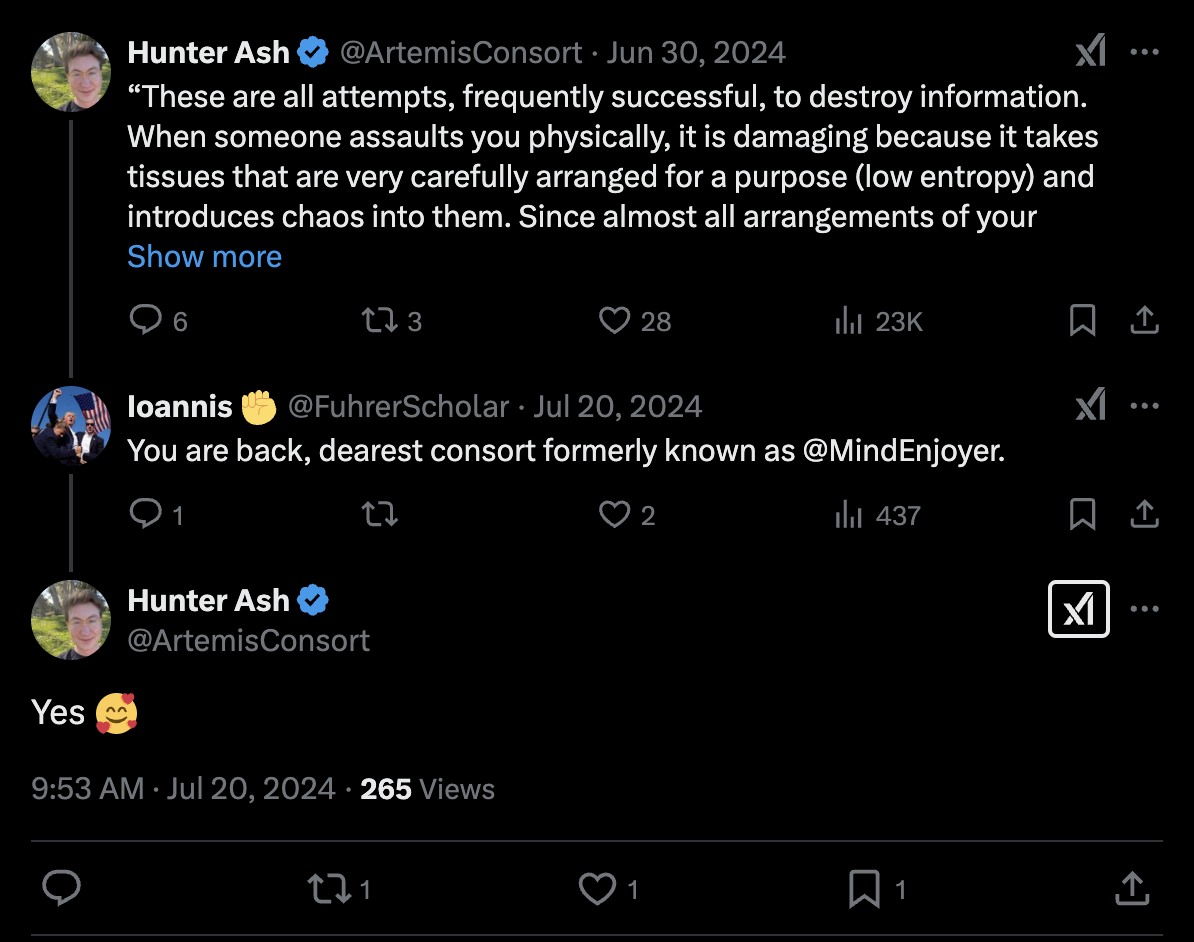 Hunter Ash @ArtemisConsort · Jun 30, 2024
“These are all attempts, frequently successful, to destroy information.
When someone assaults you physically, it is damaging because it takes
tissues that are very carefully arranged for a purpose (low entropy) and
introduces chaos into them. Since almost all arrangements of your
Show more
6 3 28 23K
Ioannis ✊ @FuhrerScholar · Jul 20, 2024
You are back, dearest consort formerly known as @MindEnjoyer.
1 2 437
Hunter Ash
@ArtemisConsort
Yes 🥰
9:53 AM · Jul 20, 2024 · 265 Views
1 1 1